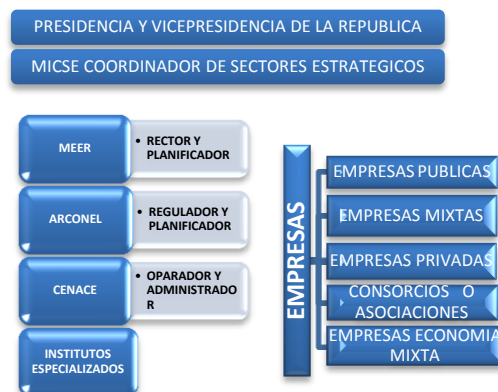 PRESIDENCIA Y VICEPRESIDENCIA DE LA REPUBLICA
MICSE COORDINADOR DE SECTORES ESTRATEGICOS
MEER
• RECTOR Y
PLANIFICADOR
ARCONEL
• REGULADOR Y
PLANIFICADOR
CENACE
• OPARADOR Y
ADMINISTRADO
R
INSTITUTOS
ESPECIALIZADOS
EMPRESAS
EMPRESAS PUBLICAS
EMPRESAS MIXTAS
EMPRESAS PRIVADAS
CONSORCIOS O
ASOCIACIONES
EMPRESAS ECONOMIA
MIXTA